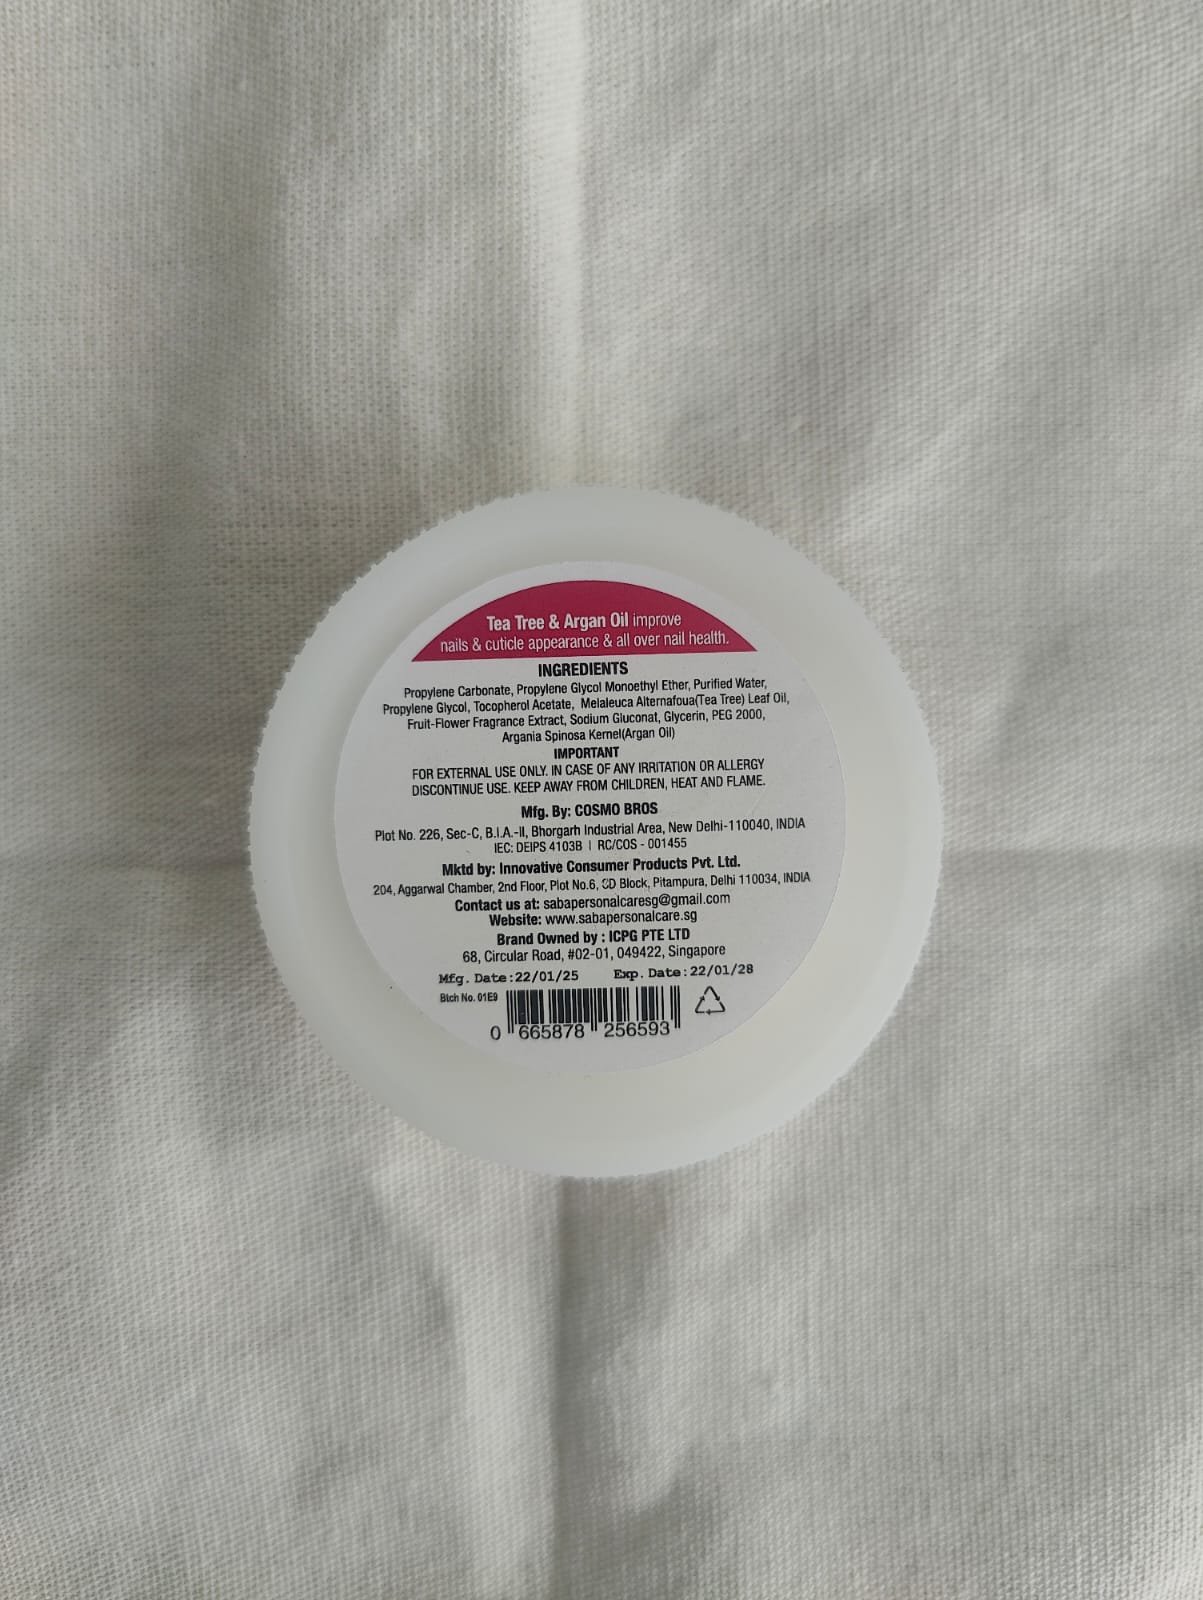 Tea Tree & Argan Oil improve
nails & cuticle appearance & all over nail health.
INGREDIENTS
Propylene Carbonate, Propylene Glycol Monoethyl Ether, Purified Water,
Propylene Glycol, Tocopherol Acetate, Melaleuca Alternafoua(Tea Tree) Leaf Oil,
Fruit-Flower Fragrance Extract, Sodium Gluconat, Glycerin, PEG 2000,
Argania Spinosa Kernel(Argan Oil)
IMPORTANT
FOR EXTERNAL USE ONLY. IN CASE OF ANY IRRITATION OR ALLERGY
DISCONTINUE USE. KEEP AWAY FROM CHILDREN, HEAT AND FLAME.
Mfg. By: COSMO BROS
Plot No. 226, Sec-C, B.I.A.-II, Bhorgarh Industrial Area, New Delhi-110040, INDIA
IEC: DEIPS 4103B | RC/COS - 001455
Mktd by: Innovative Consumer Products Pvt. Ltd.
204, Aggarwal Chamber, 2nd Floor, Plot No.6, SD Block, Pitampura, Delhi 110034, INDIA
Contact us at: sabapersonalcaresg@gmail.com
Website: www.sabapersonalcare.sg
Brand Owned by : ICPG PTE LTD
68, Circular Road, #02-01, 049422, Singapore
Mfg. Date:22/01/25 Exp. Date:22/01/28
Btch No. 01E9
0 665878 256593